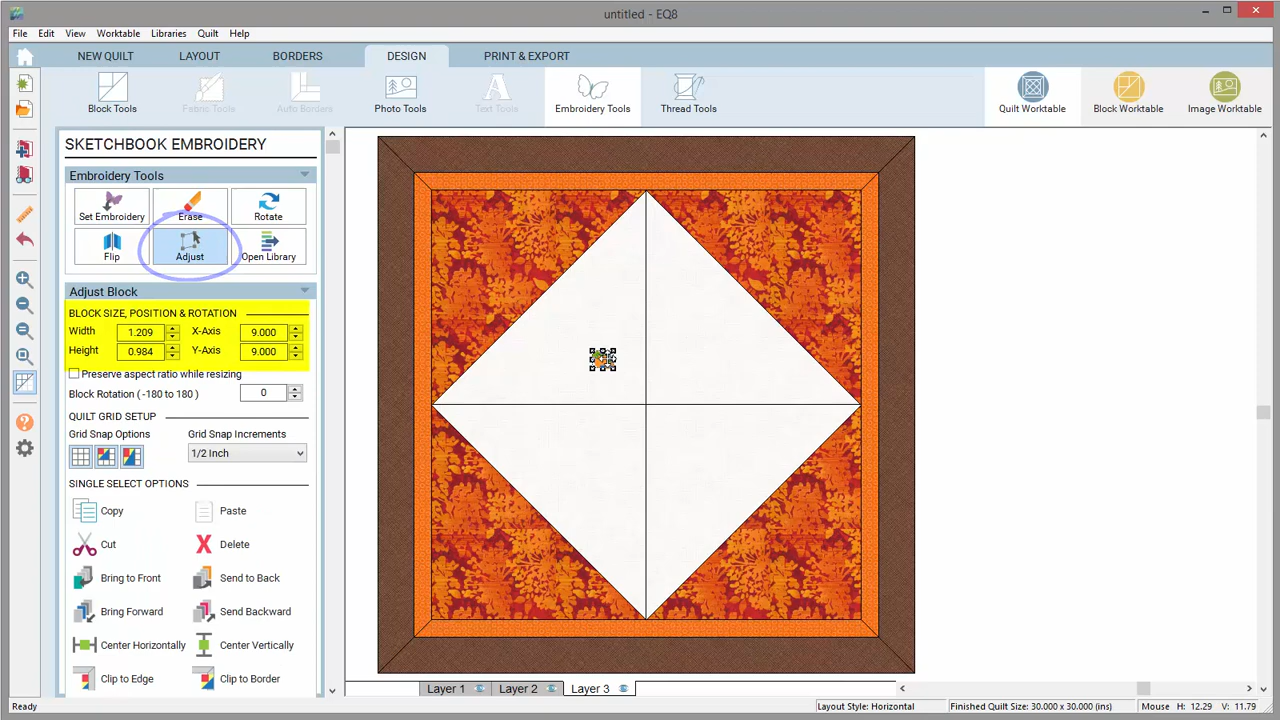 untitled - EQ8
File Edit View Worktable Libraries Quilt Help
NEW QUILT LAYOUT BORDERS DESIGN PRINT & EXPORT
Block Tools Fabric Tools Auto Borders Photo Tools Text Tools Embroidery Tools Thread Tools Quilt Worktable Block Worktable Image Worktable
SKETCHBOOK EMBROIDERY
Embroidery Tools
Set Embroidery Erase Rotate
Flip Adjust Open Library
Adjust Block
BLOCK SIZE, POSITION & ROTATION
Width 1.209 X-Axis 9.000
Height 0.984 Y-Axis 9.000
Preserve aspect ratio while resizing
Block Rotation (-180 to 180 ) 0
QUILT GRID SETUP
Grid Snap Options Grid Snap Increments
1/2 Inch
SINGLE SELECT OPTIONS
Copy Paste
Cut Delete
Bring to Front Send to Back
Bring Forward Send Backward
Center Horizontally Center Vertically
Clip to Edge Clip to Border
Layer 1 Layer 2 Layer 3
Ready Layout Style: Horizontal Finished Quilt Size: 30.000 x 30.000 (ins) Mouse H: 12.29 V: 11.79